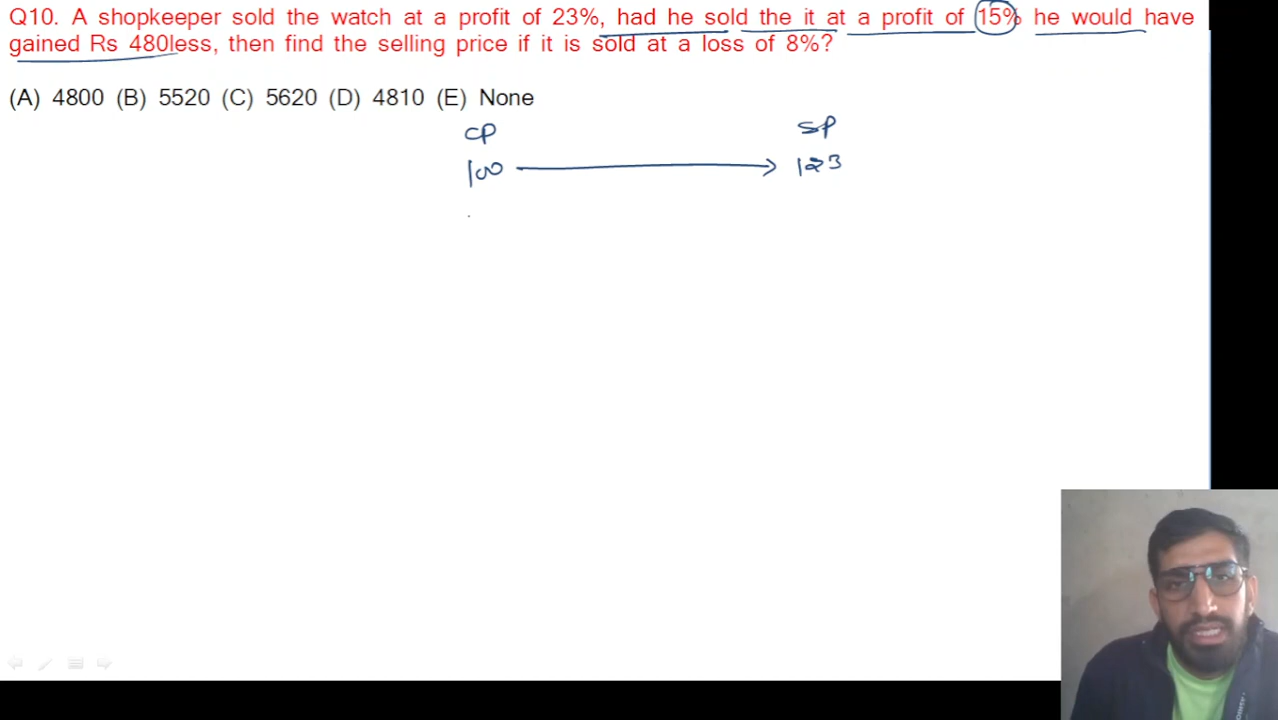 Q10. A shopkeeper sold the watch at a profit of 23%, had he sold the it at a profit of 15% he would have
gained Rs 480less, then find the selling price if it is sold at a loss of 8%?
(A) 4800 (B) 5520 (C) 5620 (D) 4810 (E) None
CP SP
100 123